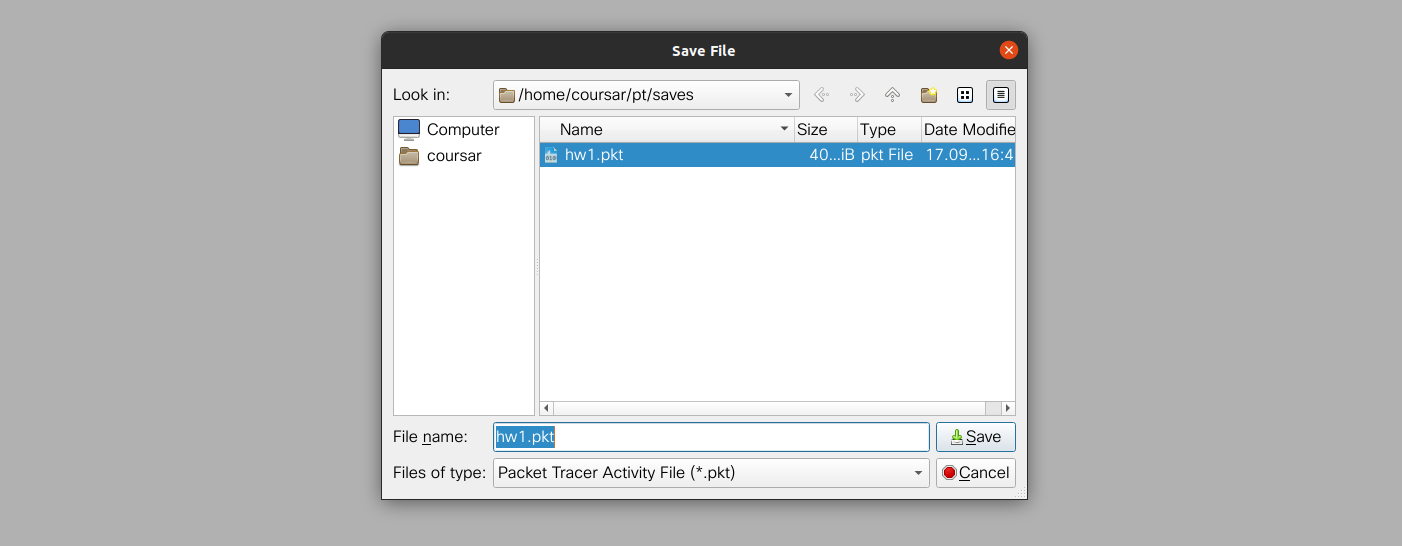 Save File
Look in: /home/coursar/pt/saves
Computer
coursar
Name Size Type Date Modifie
hw1.pkt 40...iB pkt File 17.09...16:4
File name: hw1.pkt Save
Files of type: Packet Tracer Activity File (*.pkt) Cancel